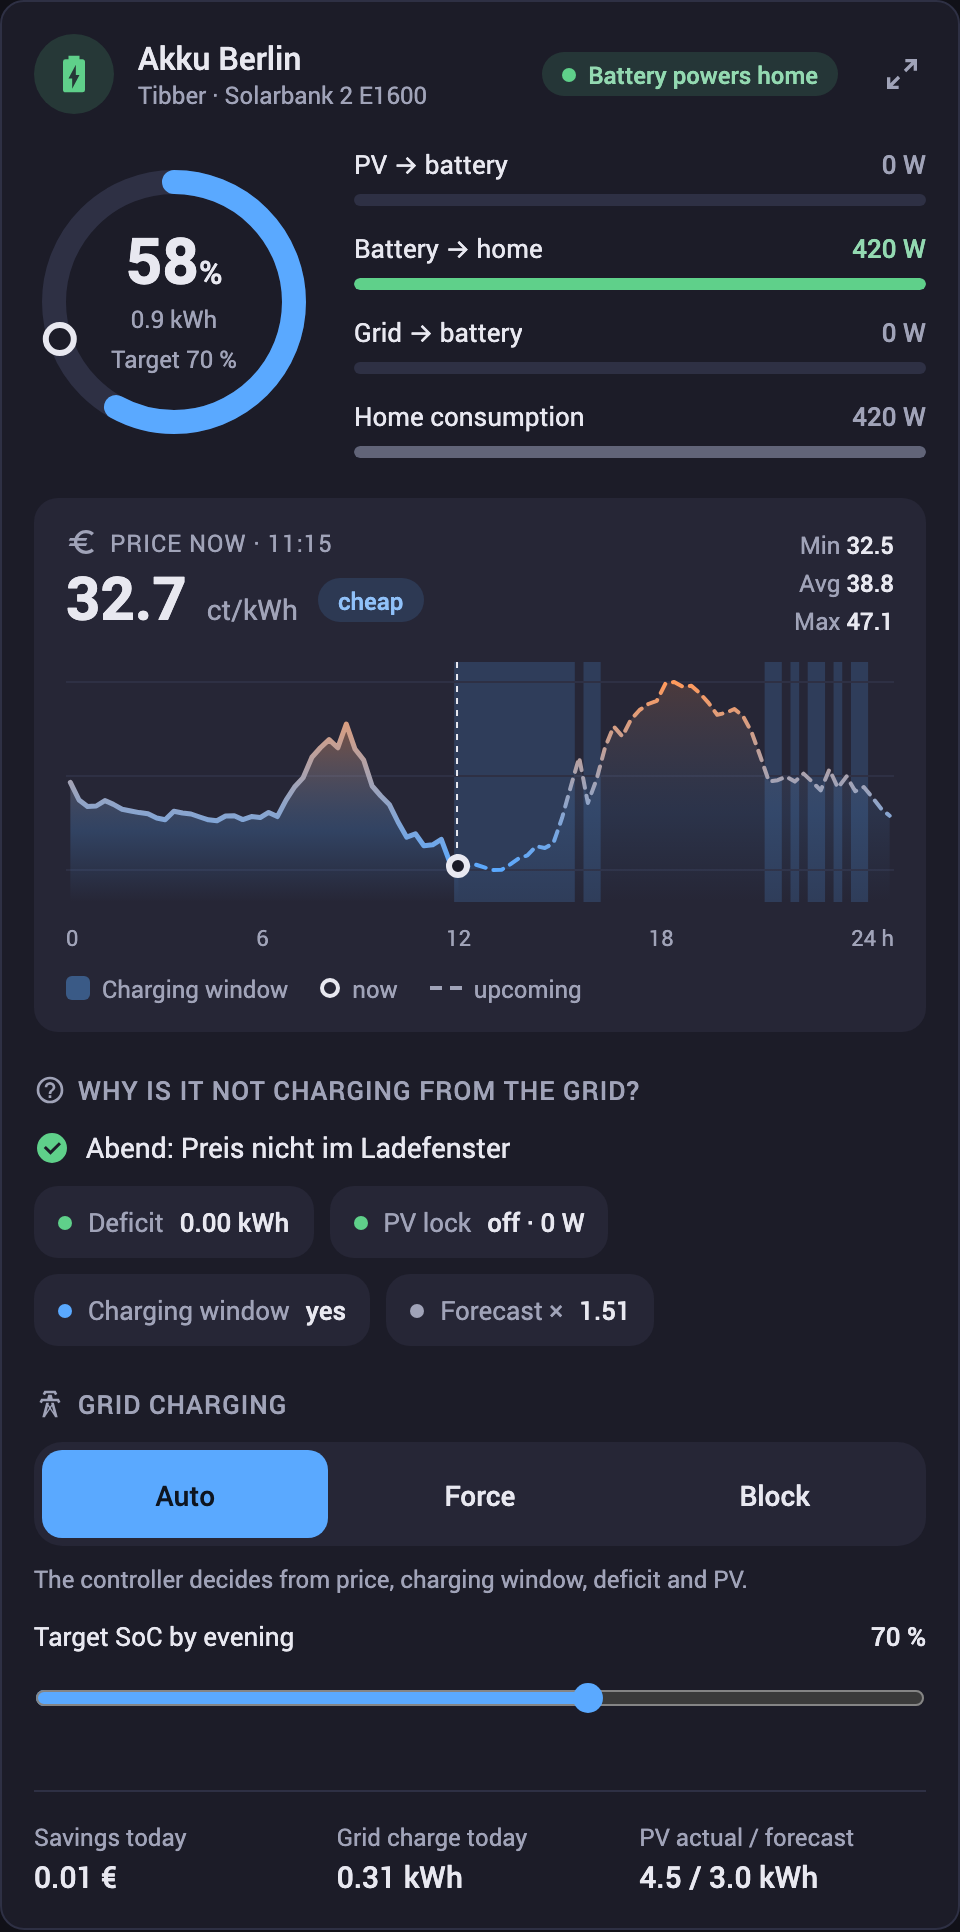 Akku Berlin
Tibber · Solarbank 2 E1600
Battery powers home
58%
0.9 kWh
Target 70 %
PV → battery 0 W
Battery → home 420 W
Grid → battery 0 W
Home consumption 420 W
€ PRICE NOW · 11:15
32.7 ct/kWh cheap
Min 32.5
Avg 38.8
Max 47.1
0 6 12 18 24 h
Charging window now upcoming
WHY IS IT NOT CHARGING FROM THE GRID?
Abend: Preis nicht im Ladefenster
Deficit 0.00 kWh PV lock off · 0 W
Charging window yes Forecast × 1.51
GRID CHARGING
Auto Force Block
The controller decides from price, charging window, deficit and PV.
Target SoC by evening 70 %
Savings today Grid charge today PV actual / forecast
0.01 € 0.31 kWh 4.5 / 3.0 kWh